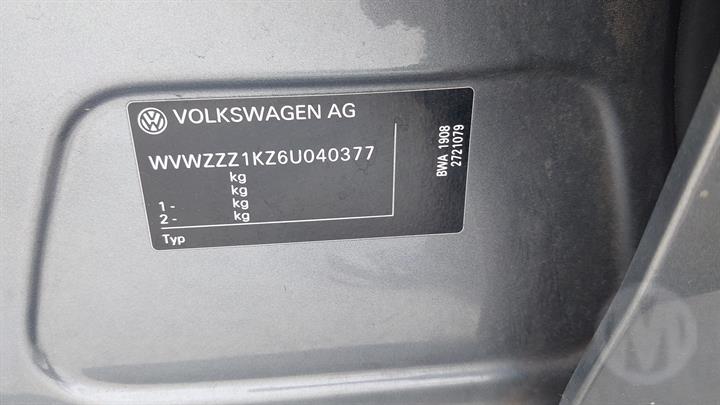 VOLKSWAGEN AG
WVWZZZ1KZ6U040377
kg
kg
1 - kg
2 - kg
Typ
BWA 1908
2721079